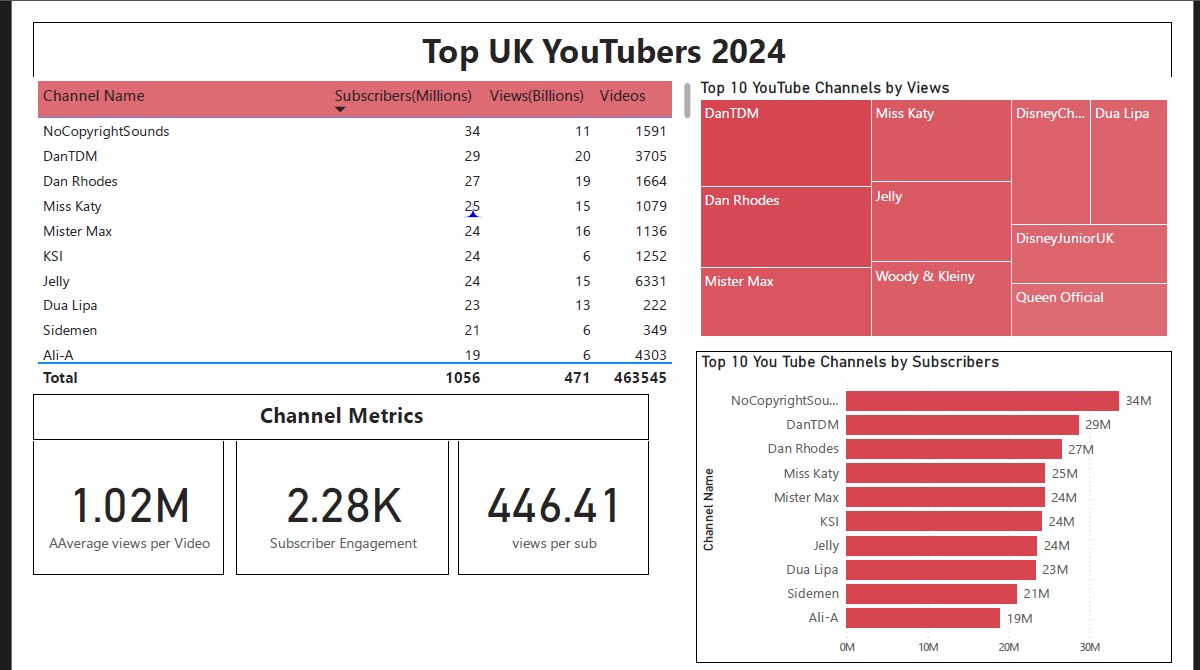 Top UK YouTubers 2024
Channel Name Subscribers(Millions) Views(Billions) Videos
NoCopyrightSounds 34 11 1591
DanTDM 29 20 3705
Dan Rhodes 27 19 1664
Miss Katy 25 15 1079
Mister Max 24 16 1136
KSI 24 6 1252
Jelly 24 15 6331
Dua Lipa 23 13 222
Sidemen 21 6 349
Ali-A 19 6 4303
Total 1056 471 463545
Top 10 YouTube Channels by Views
DanTDM
Dan Rhodes
Mister Max
Miss Katy
Jelly
Woody & Kleiny
DisneyCh...
Dua Lipa
DisneyJuniorUK
Queen Official
Channel Metrics
1.02M
AAverage views per Video
2.28K
Subscriber Engagement
446.41
views per sub
Top 10 You Tube Channels by Subscribers
Channel Name
NoCopyrightSou... 34M
DanTDM 29M
Dan Rhodes 27M
Miss Katy 25M
Mister Max 24M
KSI 24M
Jelly 24M
Dua Lipa 23M
Sidemen 21M
Ali-A 19M
0M 10M 20M 30M